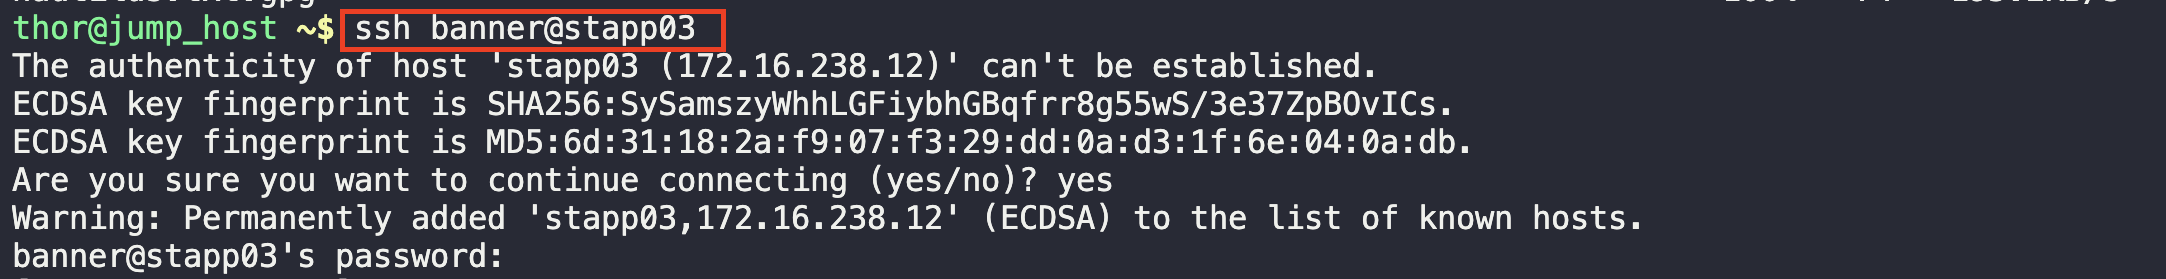 thor@jump_host ~$ ssh banner@stapp03
The authenticity of host 'stapp03 (172.16.238.12)' can't be established.
ECDSA key fingerprint is SHA256:SySamszyWhhLGFiybhGBqfrr8g55wS/3e37ZpBOvICs.
ECDSA key fingerprint is MD5:6d:31:18:2a:f9:07:f3:29:dd:0a:d3:1f:6e:04:0a:db.
Are you sure you want to continue connecting (yes/no)? yes
Warning: Permanently added 'stapp03,172.16.238.12' (ECDSA) to the list of known hosts.
banner@stapp03's password: